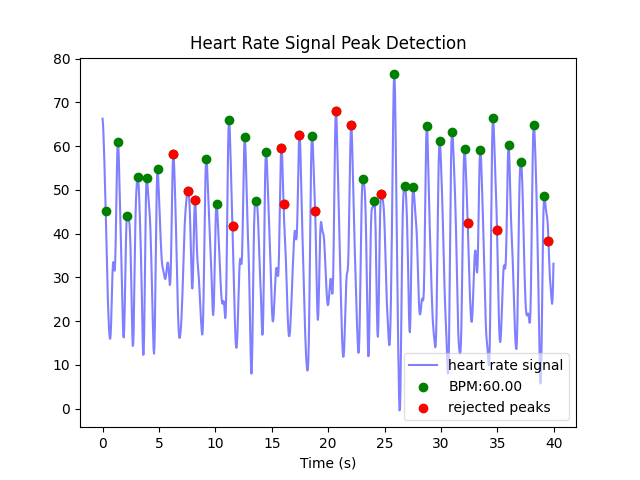 Heart Rate Signal Peak Detection
80
70
60
50
40
30
20
10
0
heart rate signal
BPM:60.00
rejected peaks
0 5 10 15 20 25 30 35 40
Time (s)